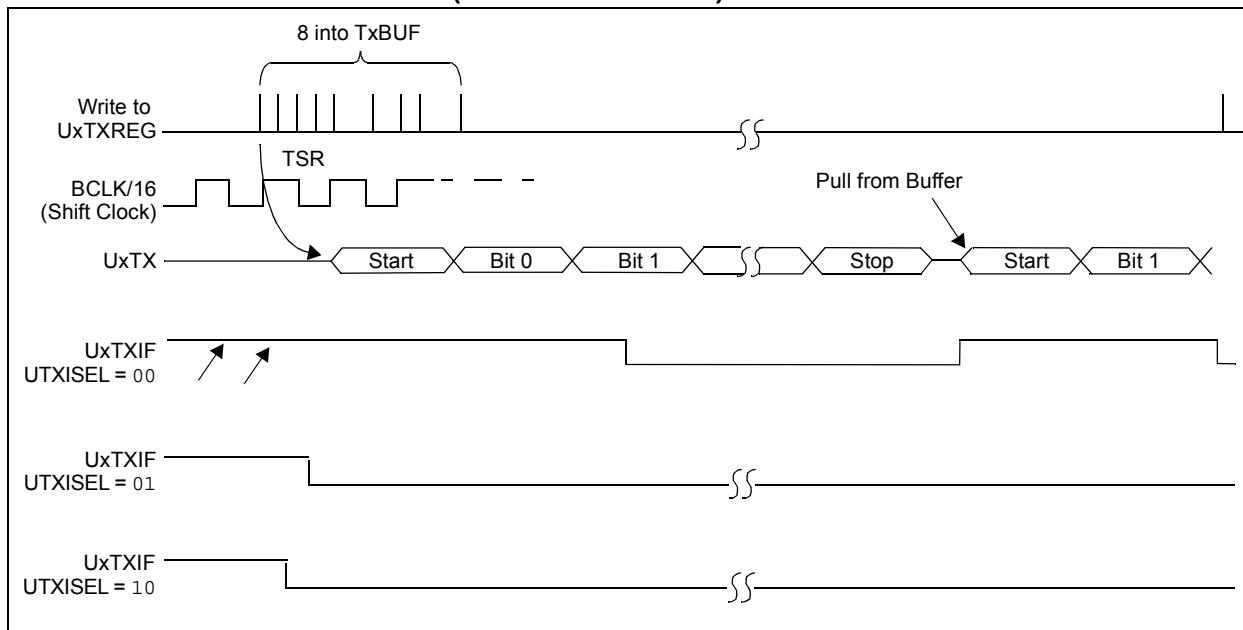 8 into TxBUF
Write to
UxTXREG
TSR
BCLK/16
(Shift Clock)
Pull from Buffer
UxTX
Start
Bit 0
Bit 1
Stop
Start
Bit 1
UxTXIF
UTXISEL = 00
UxTXIF
UTXISEL = 01
UxTXIF
UTXISEL = 10